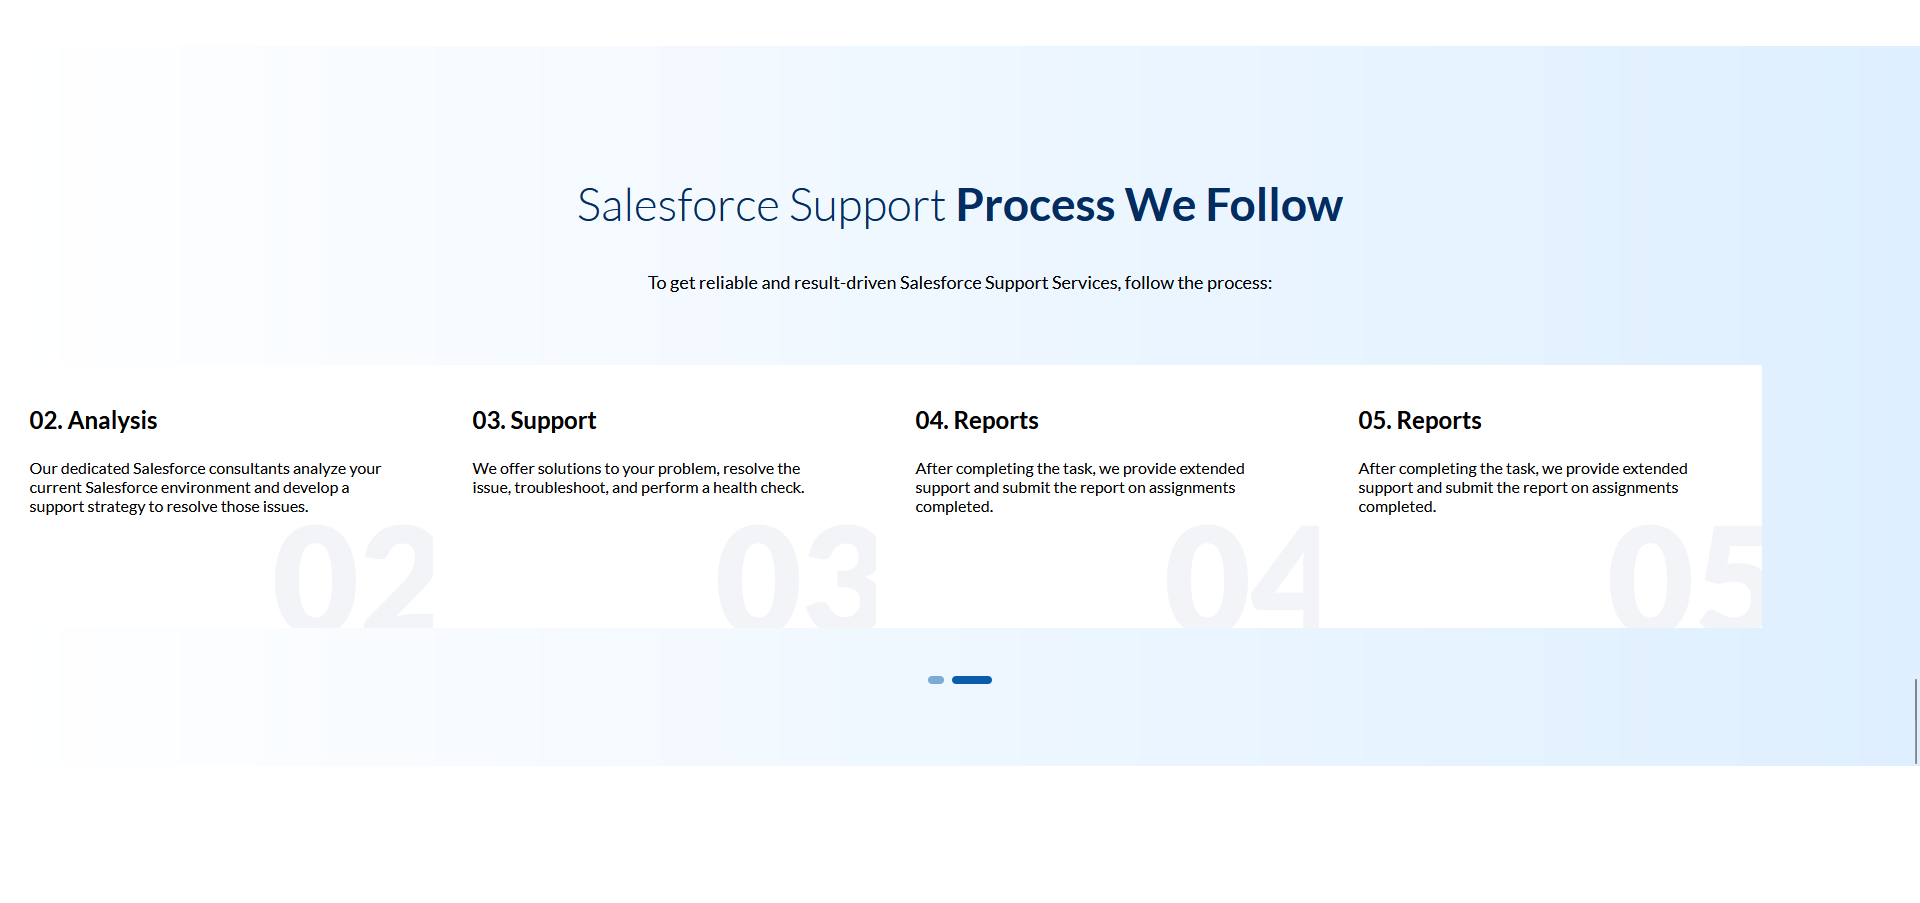 Salesforce Support Process We Follow
To get reliable and result-driven Salesforce Support Services, follow the process:
02. Analysis
Our dedicated Salesforce consultants analyze your
current Salesforce environment and develop a
support strategy to resolve those issues.
02
03. Support
We offer solutions to your problem, resolve the
issue, troubleshoot, and perform a health check.
03
04. Reports
After completing the task, we provide extended
support and submit the report on assignments
completed.
04
05. Reports
After completing the task, we provide extended
support and submit the report on assignments
completed.
05